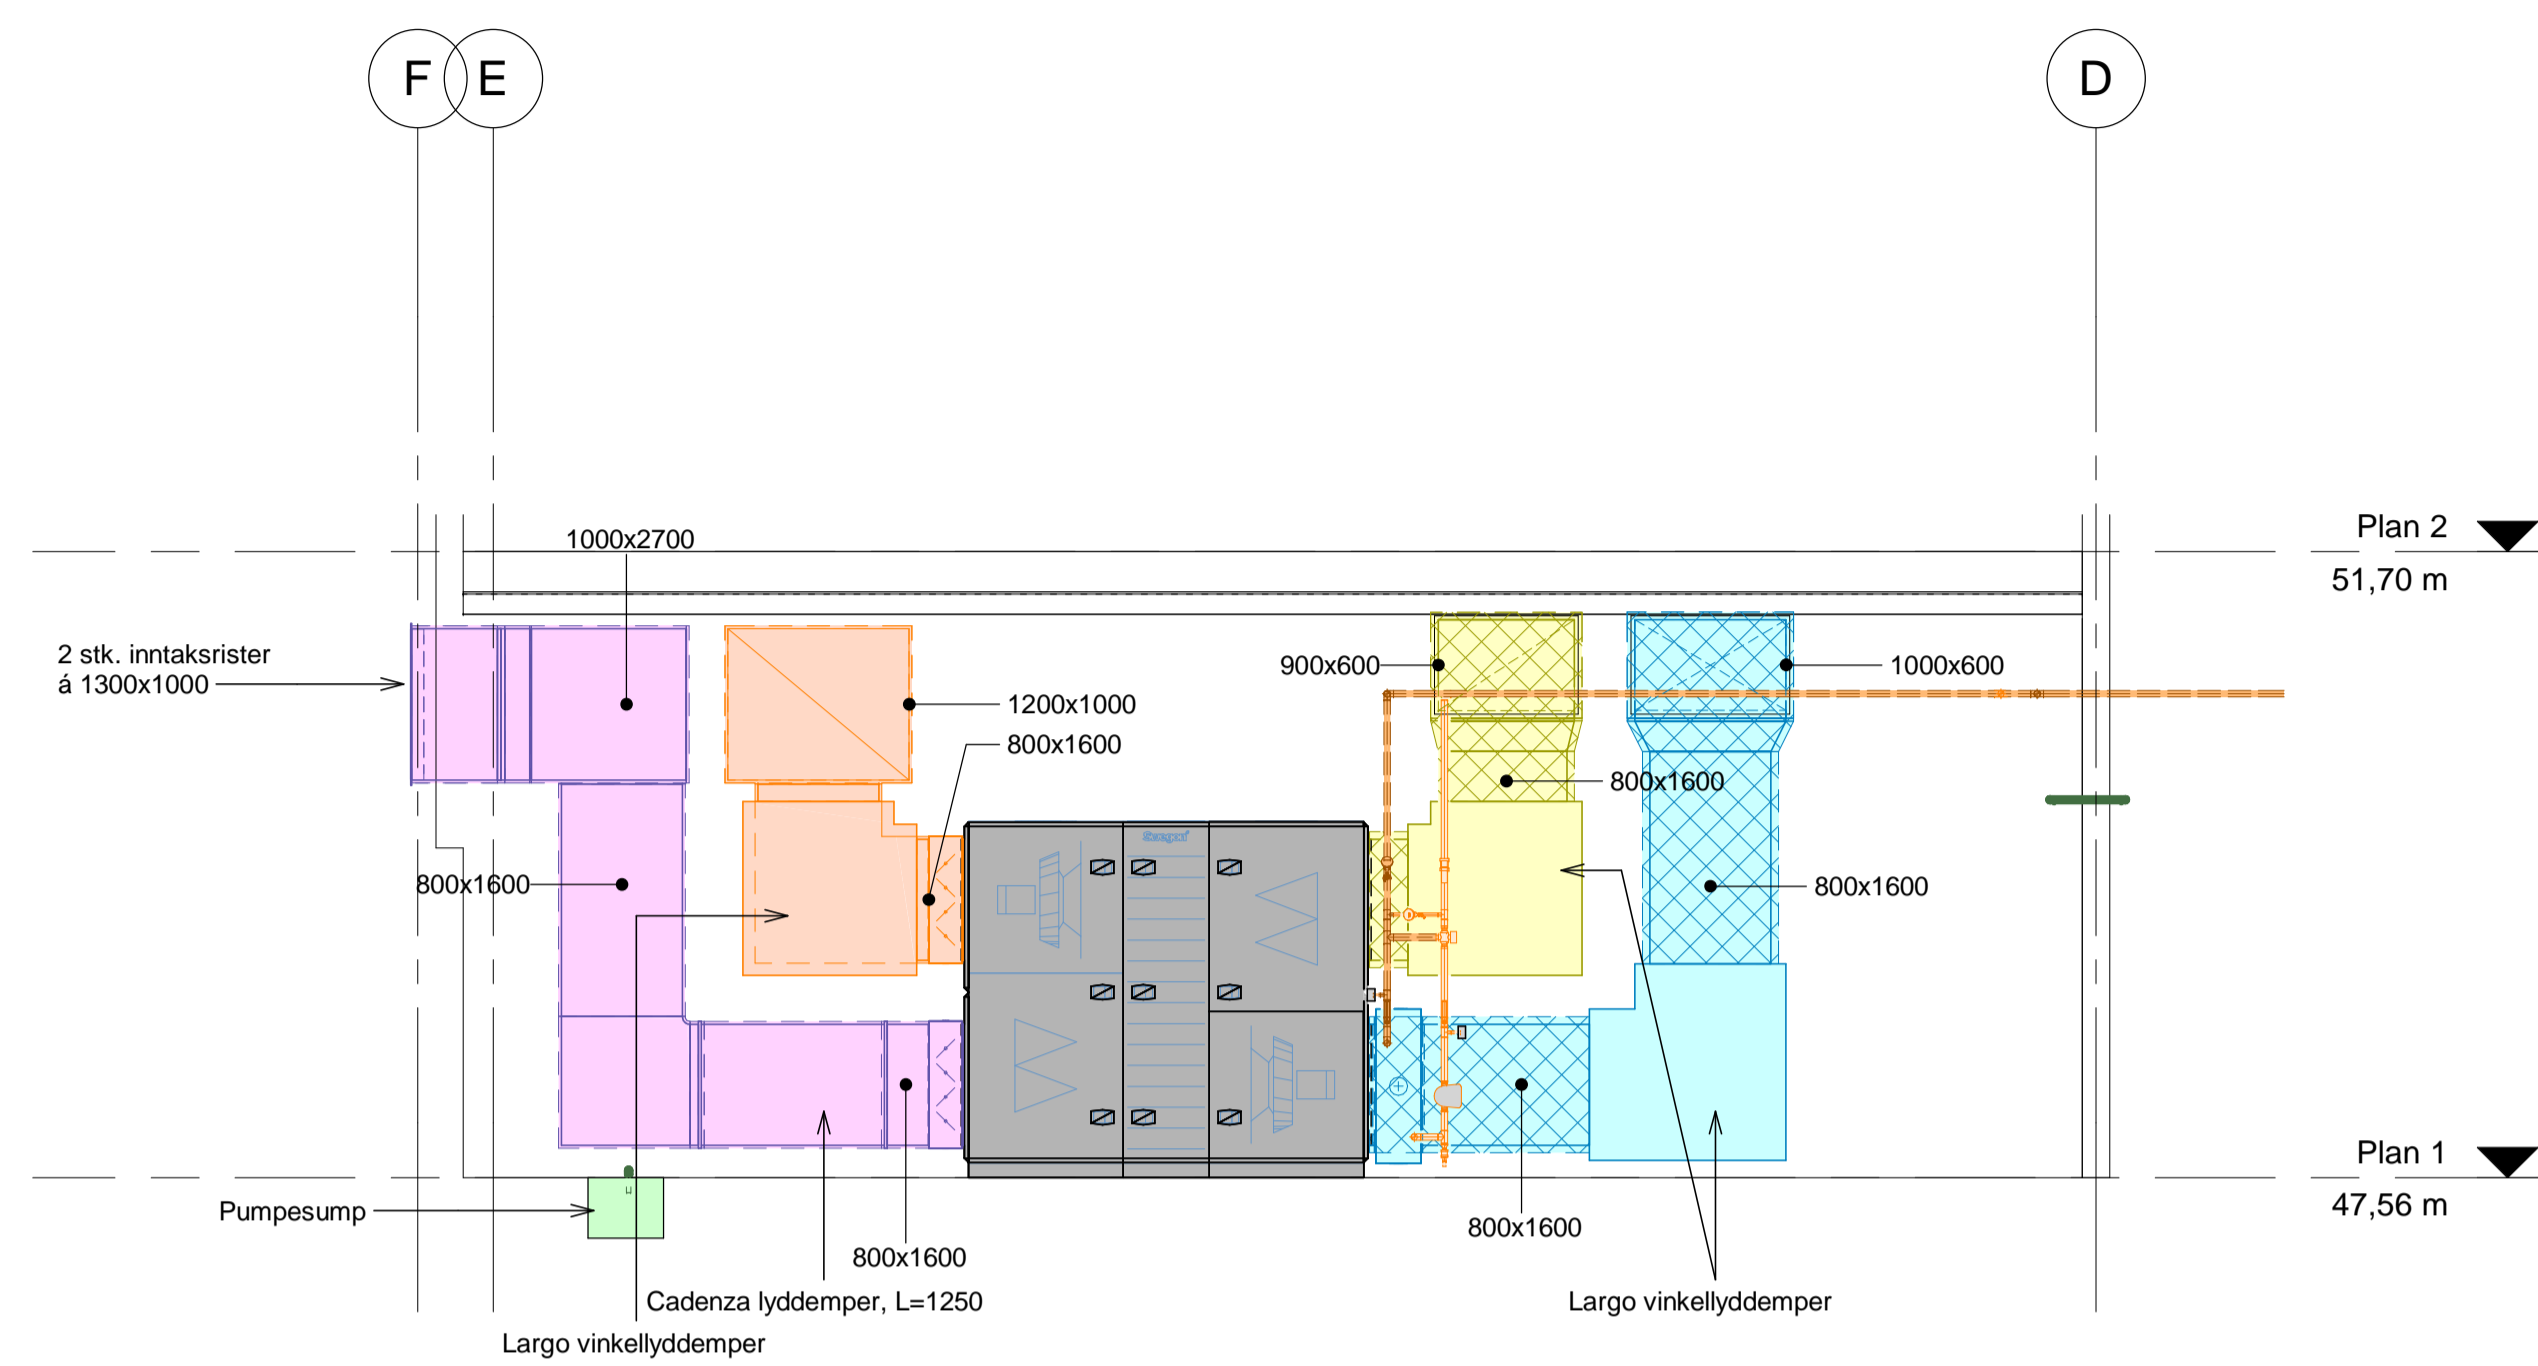 F
E
D
Plan 2
51,70 m
1000x2700
2 stk. inntaksrister
á 1300x1000
900x600
1000x600
1200x1000
800x1600
800x1600
800x1600
800x1600
Swegon
Plan 1
47,56 m
Pumpesump
800x1600
800x1600
Cadenza lyddemper, L=1250
Largo vinkellyddemper
Largo vinkellyddemper